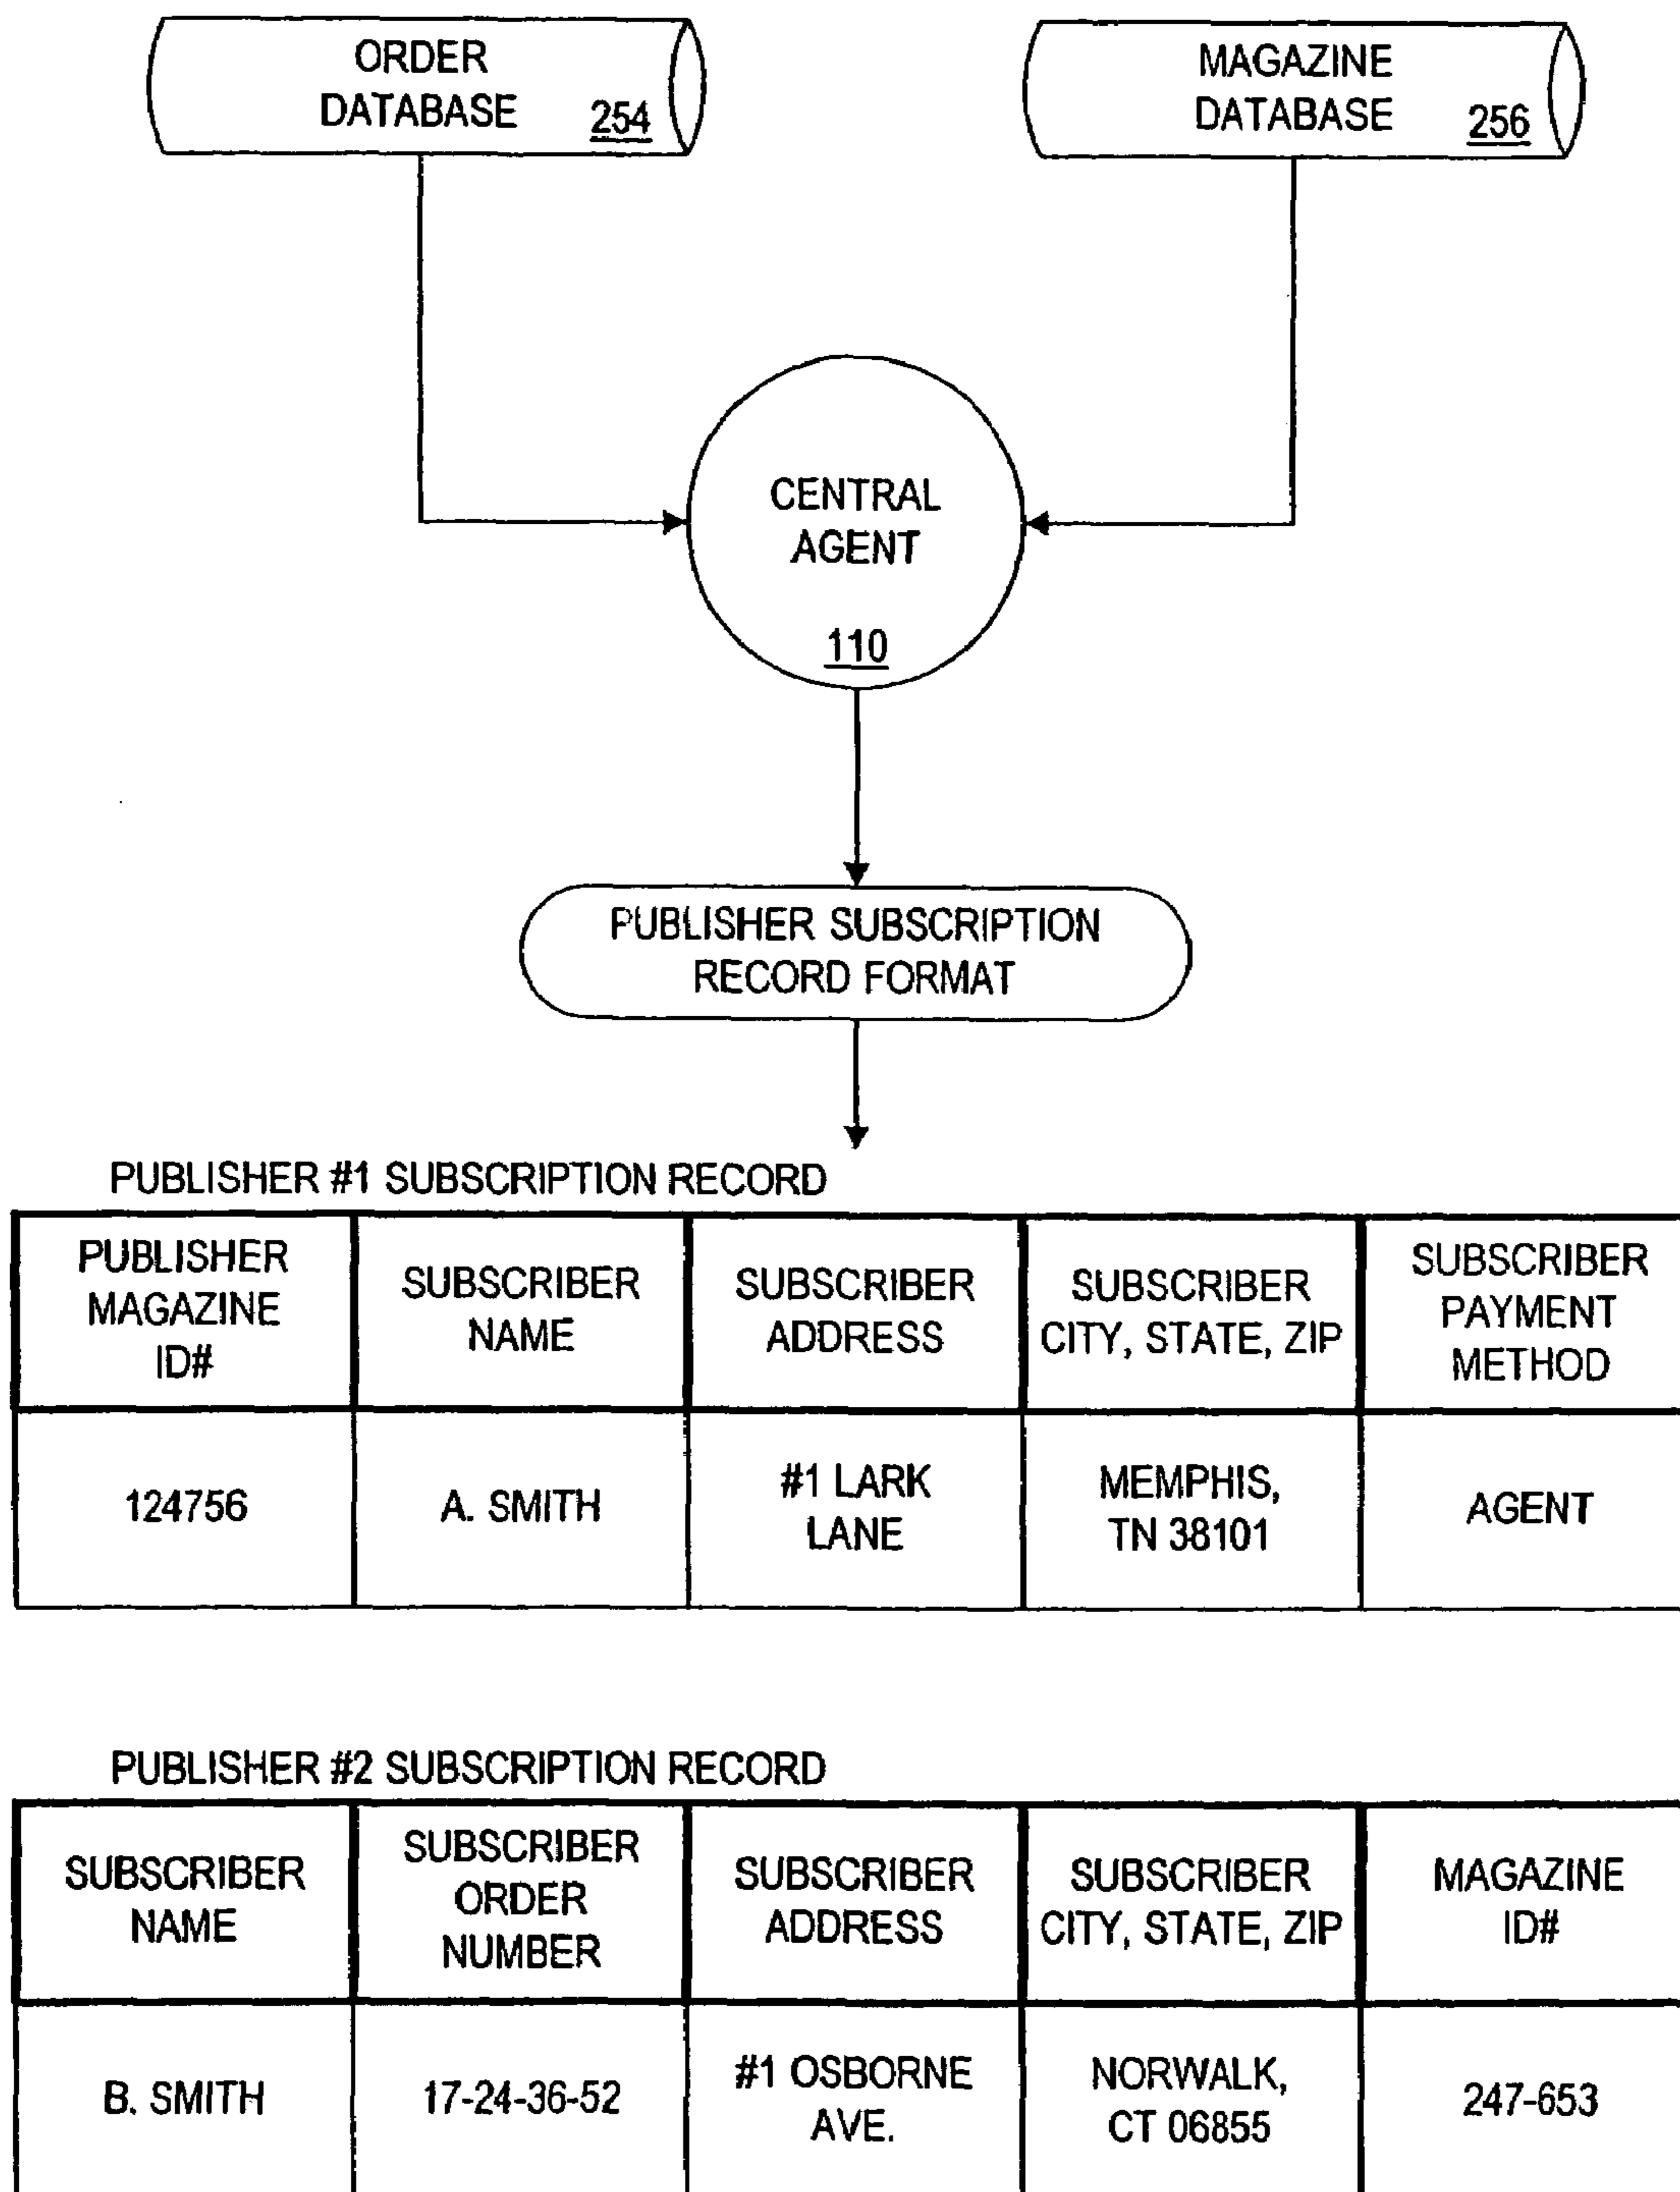 ORDER
DATABASE 254
MAGAZINE
DATABASE 256
CENTRAL
AGENT
110
PUBLISHER SUBSCRIPTION
RECORD FORMAT
PUBLISHER #1 SUBSCRIPTION RECORD
PUBLISHER
MAGAZINE
ID#
SUBSCRIBER
NAME
SUBSCRIBER
ADDRESS
SUBSCRIBER
CITY, STATE, ZIP
SUBSCRIBER
PAYMENT
METHOD
124756
A. SMITH
#1 LARK
LANE
MEMPHIS,
TN 38101
AGENT
PUBLISHER #2 SUBSCRIPTION RECORD
SUBSCRIBER
NAME
SUBSCRIBER
ORDER
NUMBER
SUBSCRIBER
ADDRESS
SUBSCRIBER
CITY, STATE, ZIP
MAGAZINE
ID#
B. SMITH
17-24-36-52
#1 OSBORNE
AVE.
NORWALK,
CT 06855
247-653